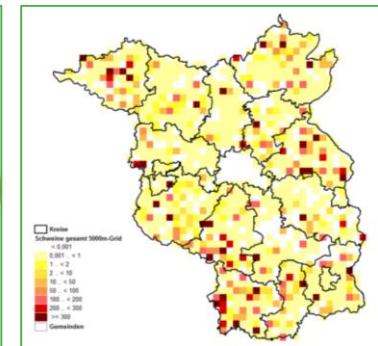 Kreise
Schweine gesamt 5000m-Grid
< 0,001
0,001 .. < 1
1 .. < 2
2 .. < 10
10 .. < 50
50 .. < 100
100 .. < 200
200 .. < 300
>= 300
Gemeinden